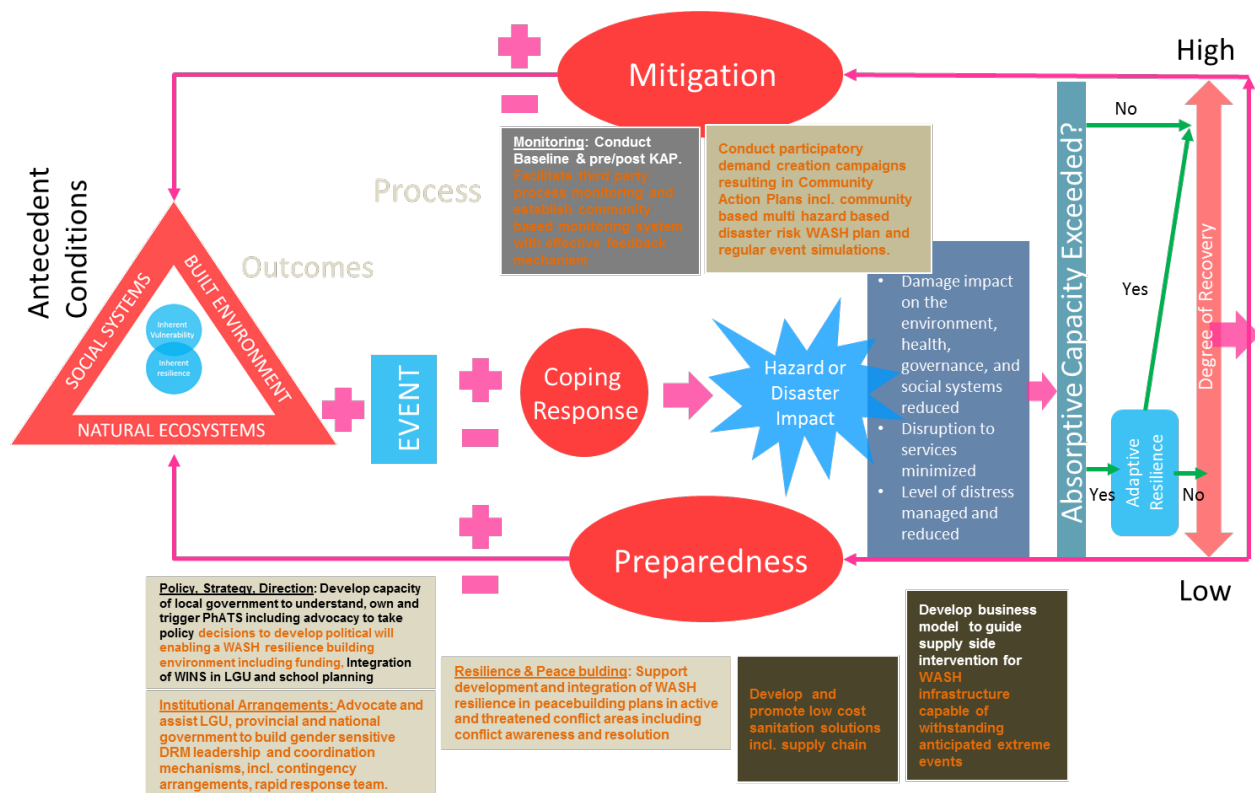 High
Mitigation
No
Monitoring: Conduct
Baseline & pre/post KAP.
Facilitate third party
process monitoring and
establish community
based monitoring system
with effective feedback
mechanism
Conduct participatory
demand creation campaigns
resulting in Community
Action Plans incl. community
based multi hazard based
disaster risk WASH plan and
regular event simulations.
Process
Antecedent
Conditions
Outcomes
SOCIAL SYSTEMS
BUILT ENVIRONMENT
NATURAL ECOSYSTEMS
Inherent
Vulnerability
Inherent
resilience
EVENT
Coping
Response
Hazard or
Disaster
Impact
• Damage impact
on the
environment,
health,
governance, and
social systems
reduced
• Disruption to
services
minimized
• Level of distress
managed and
reduced
Absorptive Capacity Exceeded?
Yes
Yes
Adaptive
Resilience
No
Degree of Recovery
Preparedness
Low
Policy, Strategy, Direction: Develop capacity
of local government to understand, own and
trigger PhATS including advocacy to take
policy decisions to develop political will
enabling a WASH resilience building
environment including funding, Integration
of WINS in LGU and school planning
Institutional Arrangements: Advocate and
assist LGU, provincial and national
government to build gender sensitive
DRM leadership and coordination
mechanisms, incl. contingency
arrangements, rapid response team.
Resilience & Peace bulding: Support
development and integration of WASH
resilience in peacebuilding plans in active
and threatened conflict areas including
conflict awareness and resolution
Develop and
promote low cost
sanitation solutions
incl. supply chain
Develop business
model to guide
supply side
intervention for
WASH
infrastructure
capable of
withstanding
anticipated extreme
events